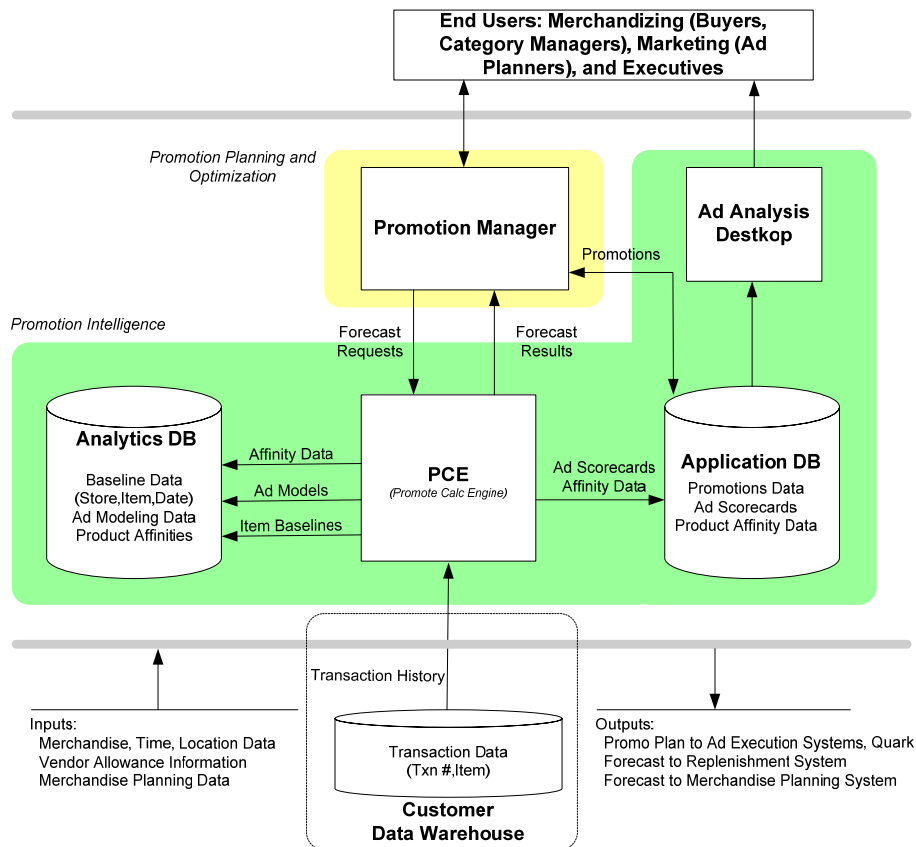 End Users: Merchandizing (Buyers,
Category Managers), Marketing (Ad
Planners), and Executives
Promotion Planning and
Optimization
Promotion Manager
Ad Analysis
Destkop
Promotions
Promotion Intelligence
Forecast
Requests
Forecast
Results
Analytics DB
Baseline Data
(Store,Item,Date)
Ad Modeling Data
Product Affinities
Affinity Data
Ad Models
Item Baselines
PCE
(Promote Calc Engine)
Ad Scorecards
Affinity Data
Application DB
Promotions Data
Ad Scorecards
Product Affinity Data
Transaction History
Inputs:
Merchandise, Time, Location Data
Vendor Allowance Information
Merchandise Planning Data
Transaction Data
(Txn #,Item)
Customer
Data Warehouse
Outputs:
Promo Plan to Ad Execution Systems, Quark
Forecast to Replenishment System
Forecast to Merchandise Planning System